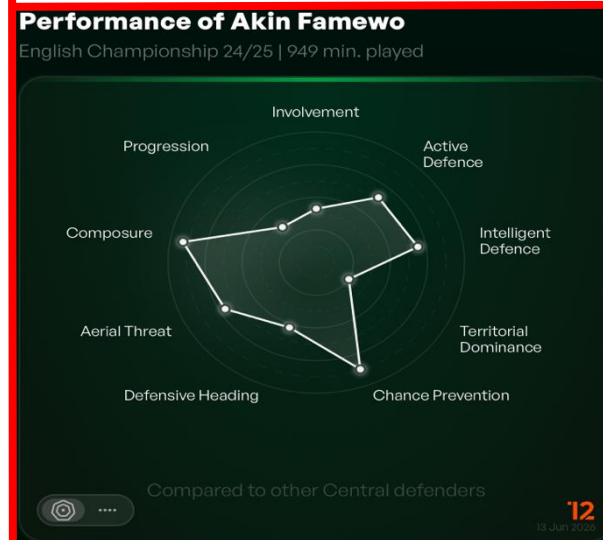 Performance of Akin Famewo
English Championship 24/25 | 949 min. played
Involvement
Progression
Active
Defence
Composure
Intelligent
Defence
Aerial Threat
Territorial
Dominance
Defensive Heading
Chance Prevention
Compared to other Central defenders
'12
13 Jun 2026